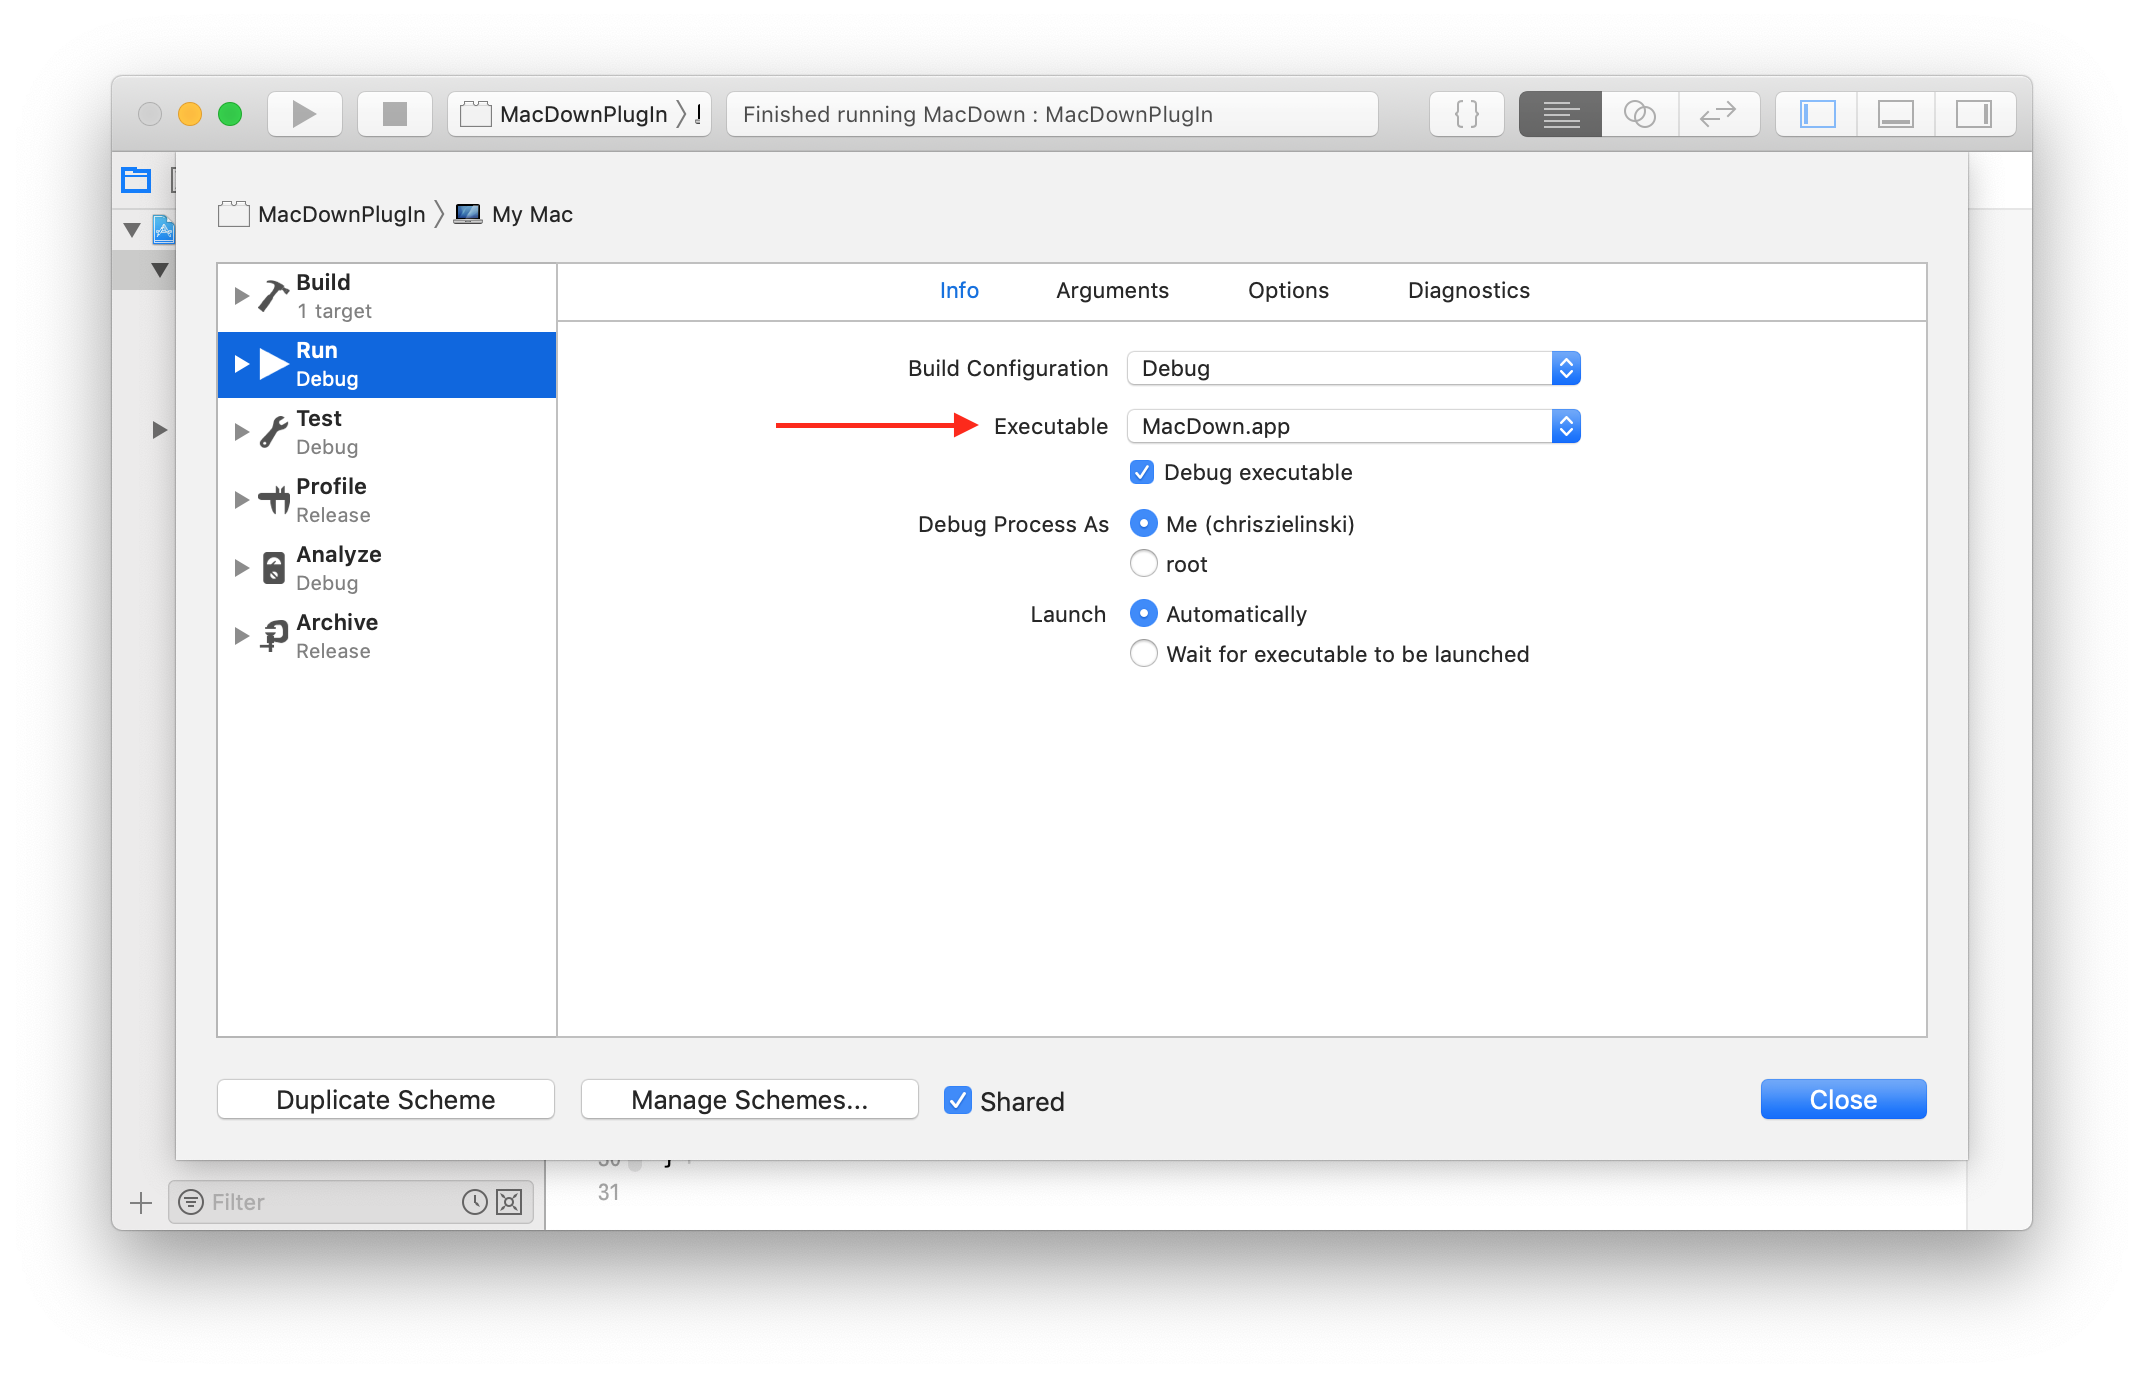 MacDownPlugIn
Finished running MacDown : MacDownPlugIn
{ }
MacDownPlugIn
My Mac
Build
1 target
Run
Debug
Test
Debug
Profile
Release
Analyze
Debug
Archive
Release
Info
Arguments
Options
Diagnostics
Build Configuration
Debug
Executable
MacDown.app
Debug executable
Debug Process As
Me (chriszielinski)
root
Launch
Automatically
Wait for executable to be launched
Duplicate Scheme
Manage Schemes...
Shared
Close
31
Filter